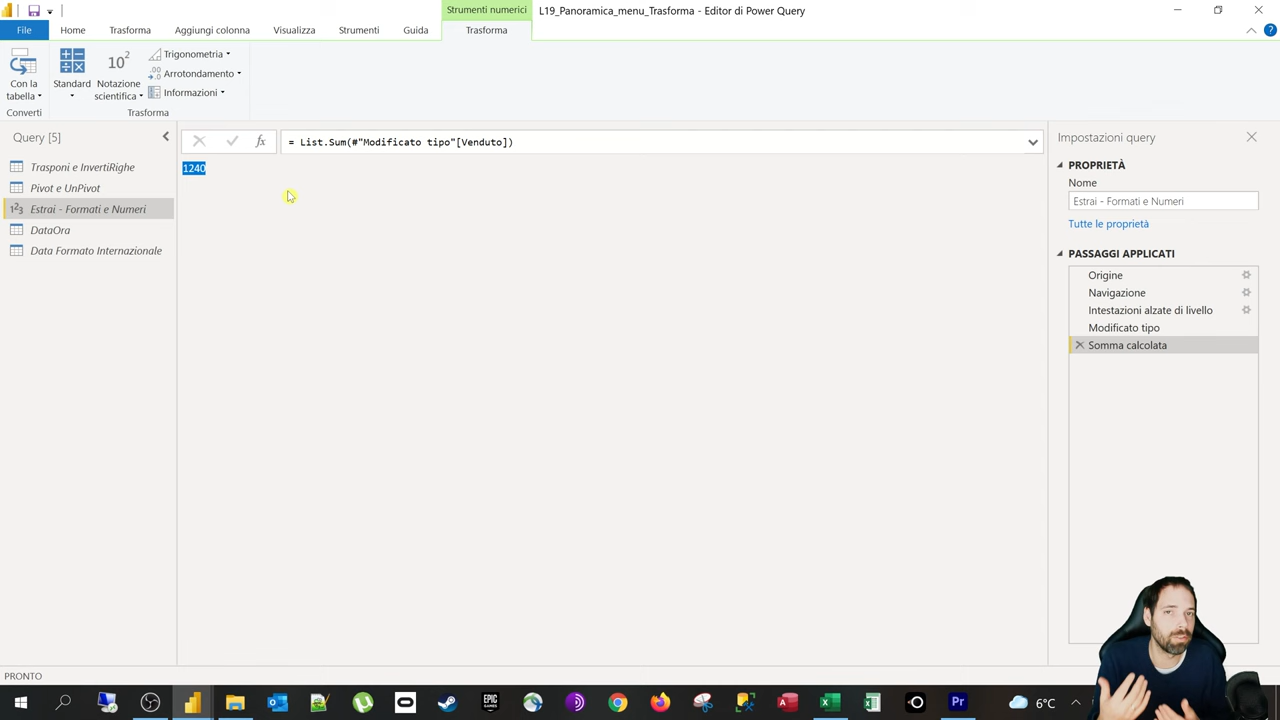 Strumenti numerici
L19_Panoramica_menu_Trasforma - Editor di Power Query
File
Home
Trasforma
Aggiungi colonna
Visualizza
Strumenti
Guida
Trasforma
Con la
tabella
Standard
10²
Notazione
scientifica
Trigonometria
Arrotondamento
Informazioni
Converti
Trasforma
Query [5]
fx
= List.Sum(#"Modificato tipo"[Venduto])
Impostazioni query
1240
Trasponi e InvertiRighe
Pivot e UnPivot
Estrai - Formati e Numeri
DataOra
Data Formato Internazionale
PROPRIETÀ
Nome
Estrai - Formati e Numeri
Tutte le proprietà
PASSAGGI APPLICATI
Origine
Navigazione
Intestazioni alzate di livello
Modificato tipo
Somma calcolata
PRONTO
6°C